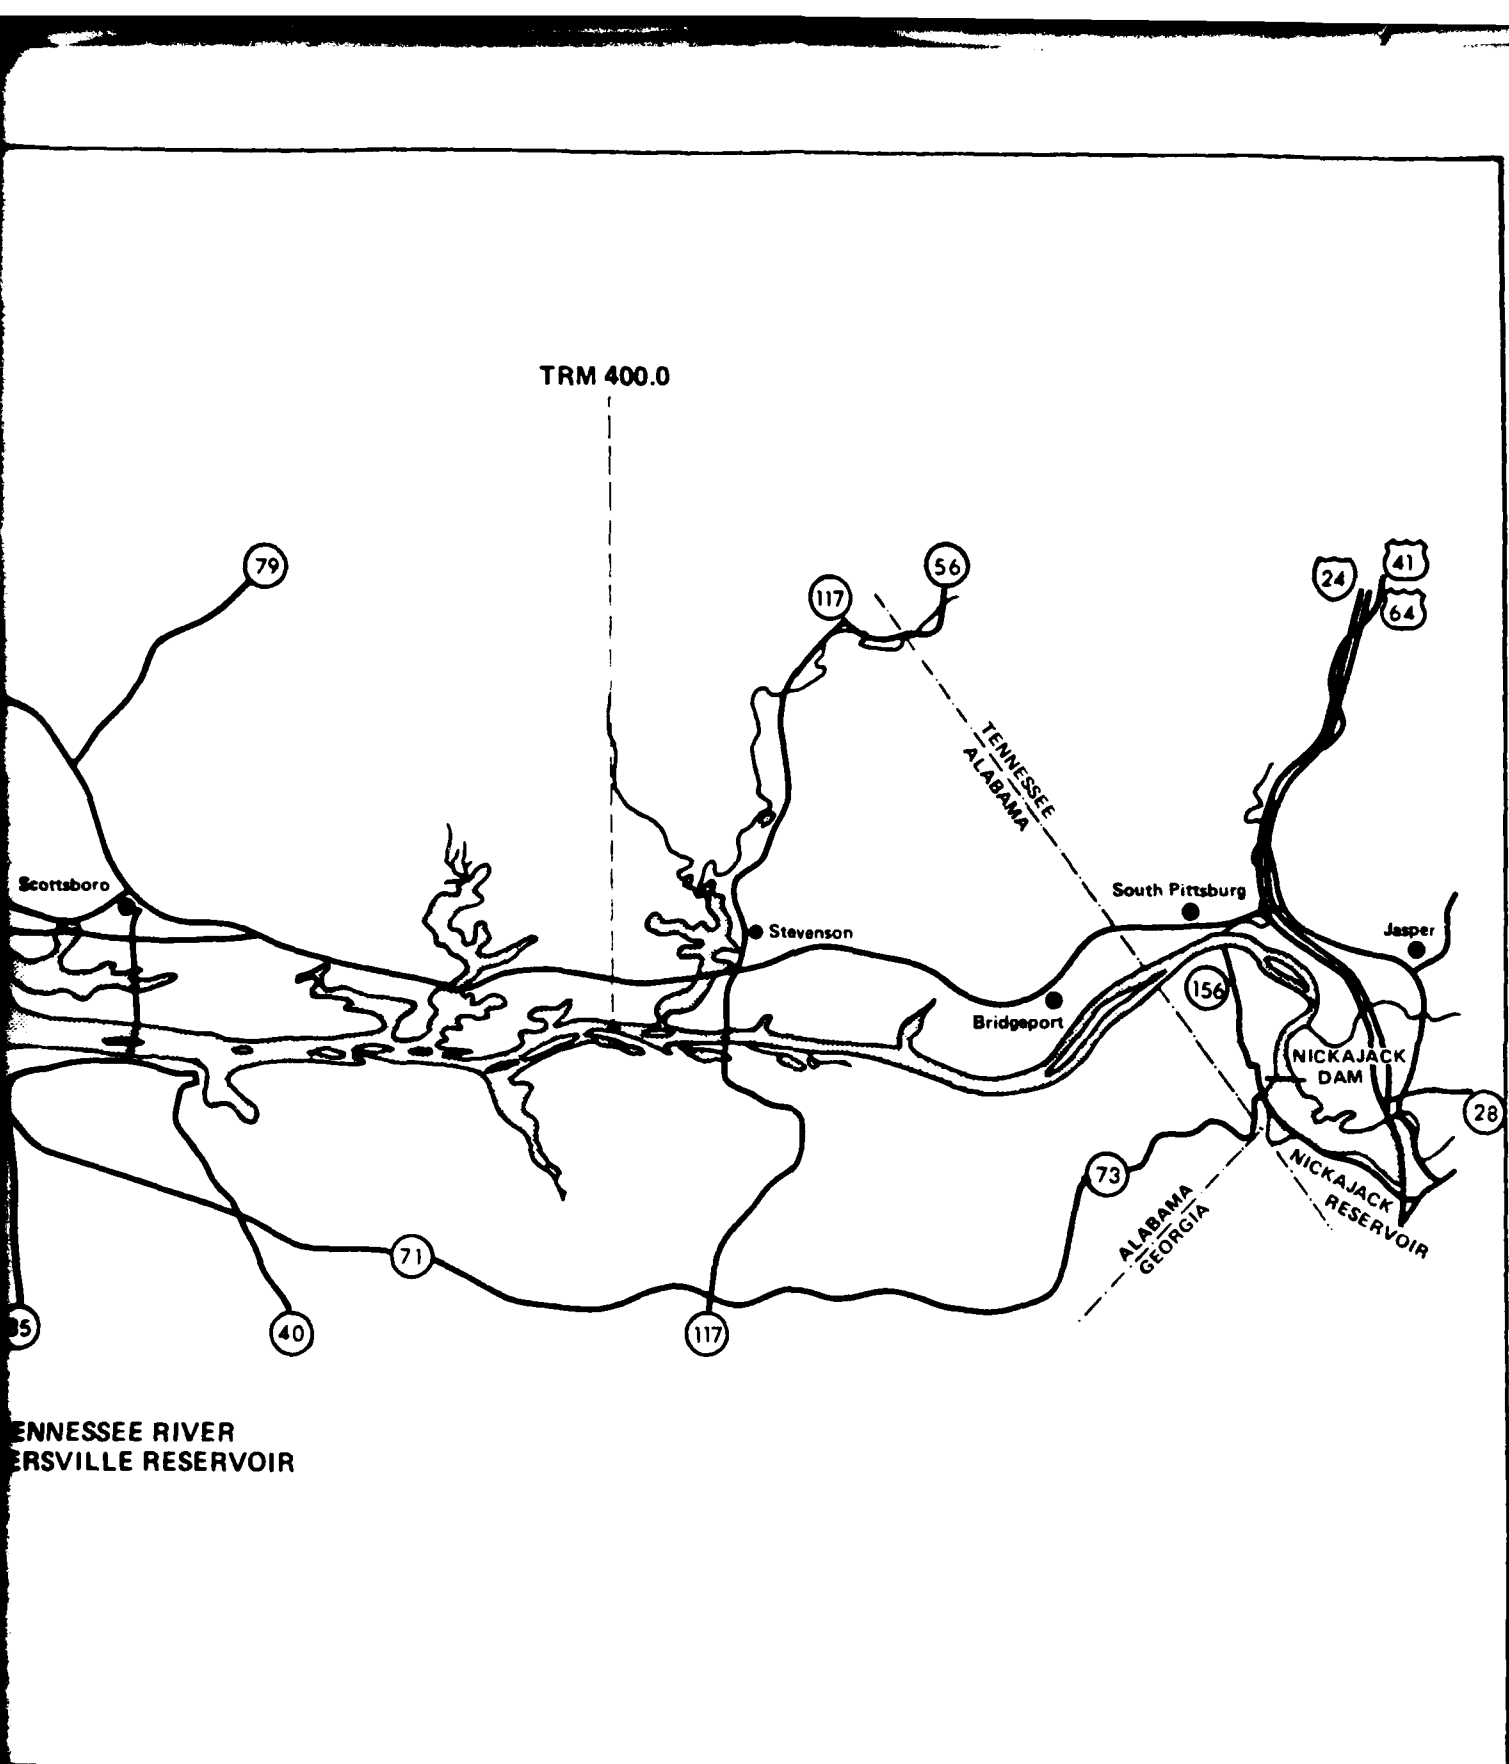 TRM 400.0
79
117
56
24
41
64
TENNESSEE
ALABAMA
Scottsboro
Stevenson
South Pittsburg
Jasper
156
Bridgeport
NICKAJACK
DAM
28
73
NICKAJACK
RESERVOIR
ALABAMA
GEORGIA
71
40
117
ENNESSEE RIVER
ERSVILLE RESERVOIR